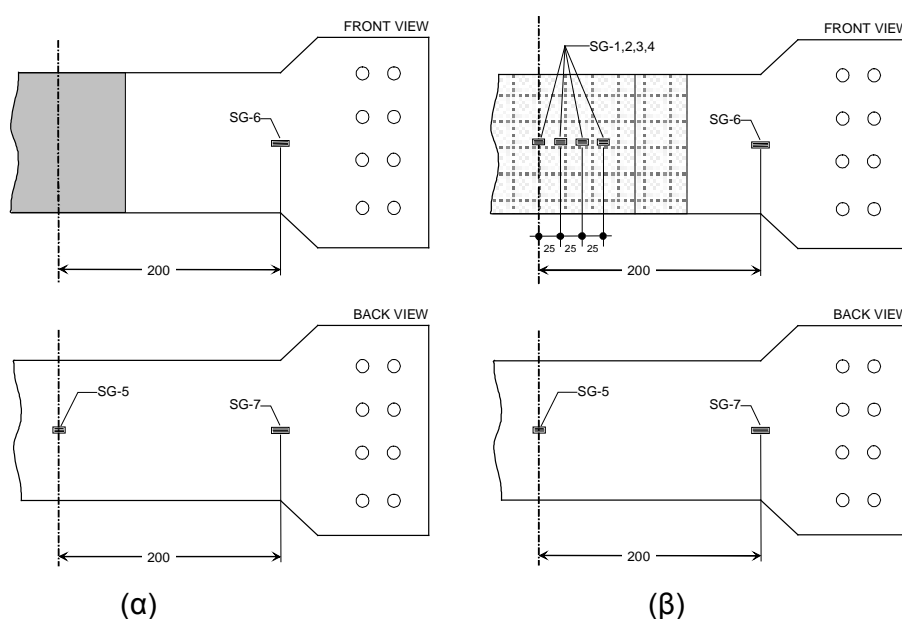 FRONT VIEW
SG-6
200
BACK VIEW
SG-5
SG-7
200
(α)
FRONT VIEW
SG-1,2,3,4
SG-6
25 25 25
200
BACK VIEW
SG-5
SG-7
200
(β)